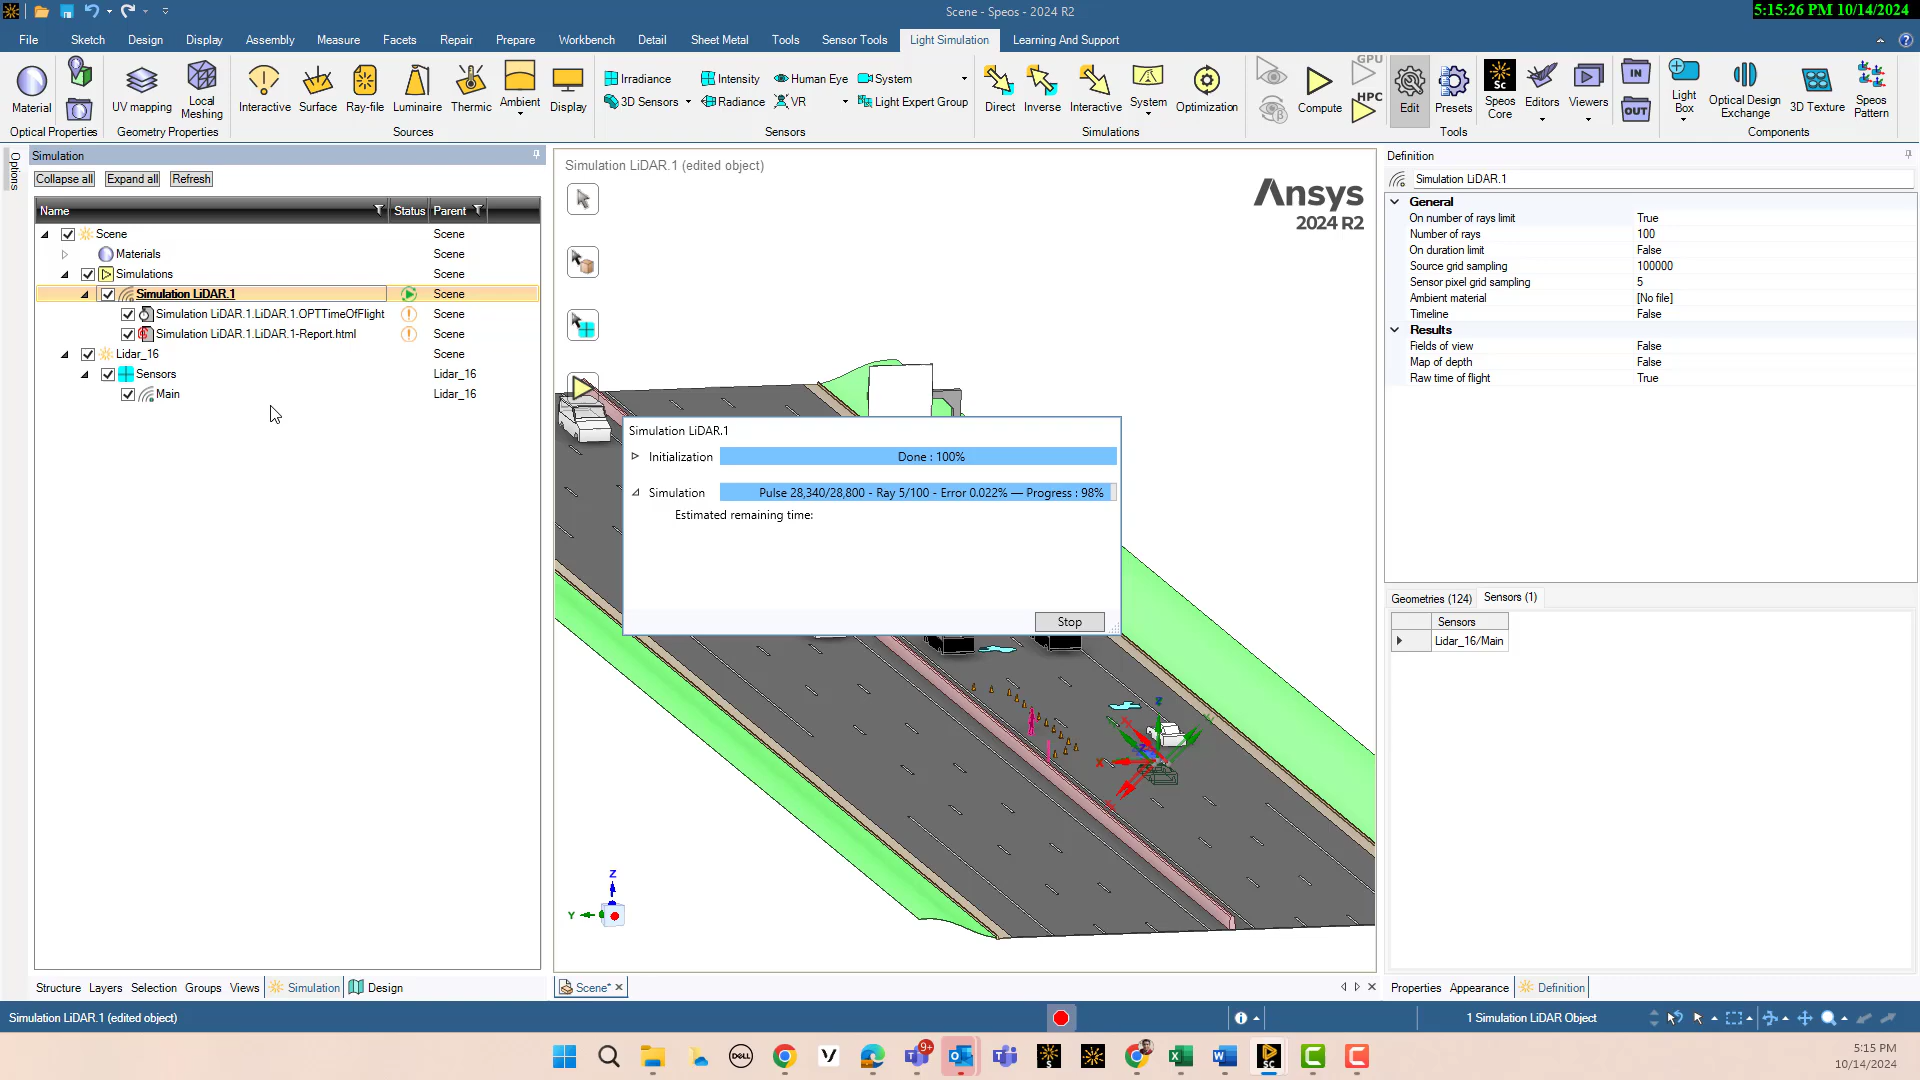 Scene - Speos - 2024 R2
5:15:26 PM 10/14/2024
File Sketch Design Display Assembly Measure Facets Repair Prepare Workbench Detail Sheet Metal Tools Sensor Tools Light Simulation Learning And Support
Material
Optical Properties
UV mapping Local Meshing
Geometry Properties
Interactive Surface Ray-file Luminaire Thermic Ambient Display
Sources
Irradiance Intensity Human Eye System
3D Sensors Radiance VR Light Expert Group
Sensors
Direct Inverse Interactive System Optimization
Simulations
Compute GPU HPC
Edit Presets Speos Core Editors Viewers IN OUT
Tools
Light Box Optical Design Exchange 3D Texture Speos Pattern
Components
Options
Simulation
Collapse all Expand all Refresh
Name Status Parent
Scene Scene
Materials Scene
Simulations Scene
Simulation LiDAR.1 Scene
Simulation LiDAR.1.LiDAR.1.OPTTimeOfFlight Scene
Simulation LiDAR.1.LiDAR.1-Report.html Scene
Lidar_16 Scene
Sensors Lidar_16
Main Lidar_16
Structure Layers Selection Groups Views Simulation Design
Simulation LiDAR.1 (edited object)
Ansys
2024 R2
Simulation LiDAR.1
Initialization Done : 100%
Simulation Pulse 28,340/28,800 - Ray 5/100 - Error 0.022% — Progress : 98%
Estimated remaining time:
Stop
Z
X
Z
Y
Scene*
Definition
Simulation LiDAR.1
General
On number of rays limit True
Number of rays 100
On duration limit False
Source grid sampling 100000
Sensor pixel grid sampling 5
Ambient material [No file]
Timeline False
Results
Fields of view False
Map of depth False
Raw time of flight True
Geometries (124) Sensors (1)
Sensors
Lidar_16/Main
Properties Appearance Definition
Simulation LiDAR.1 (edited object)
1 Simulation LiDAR Object
DELL
9+
5:15 PM
10/14/2024